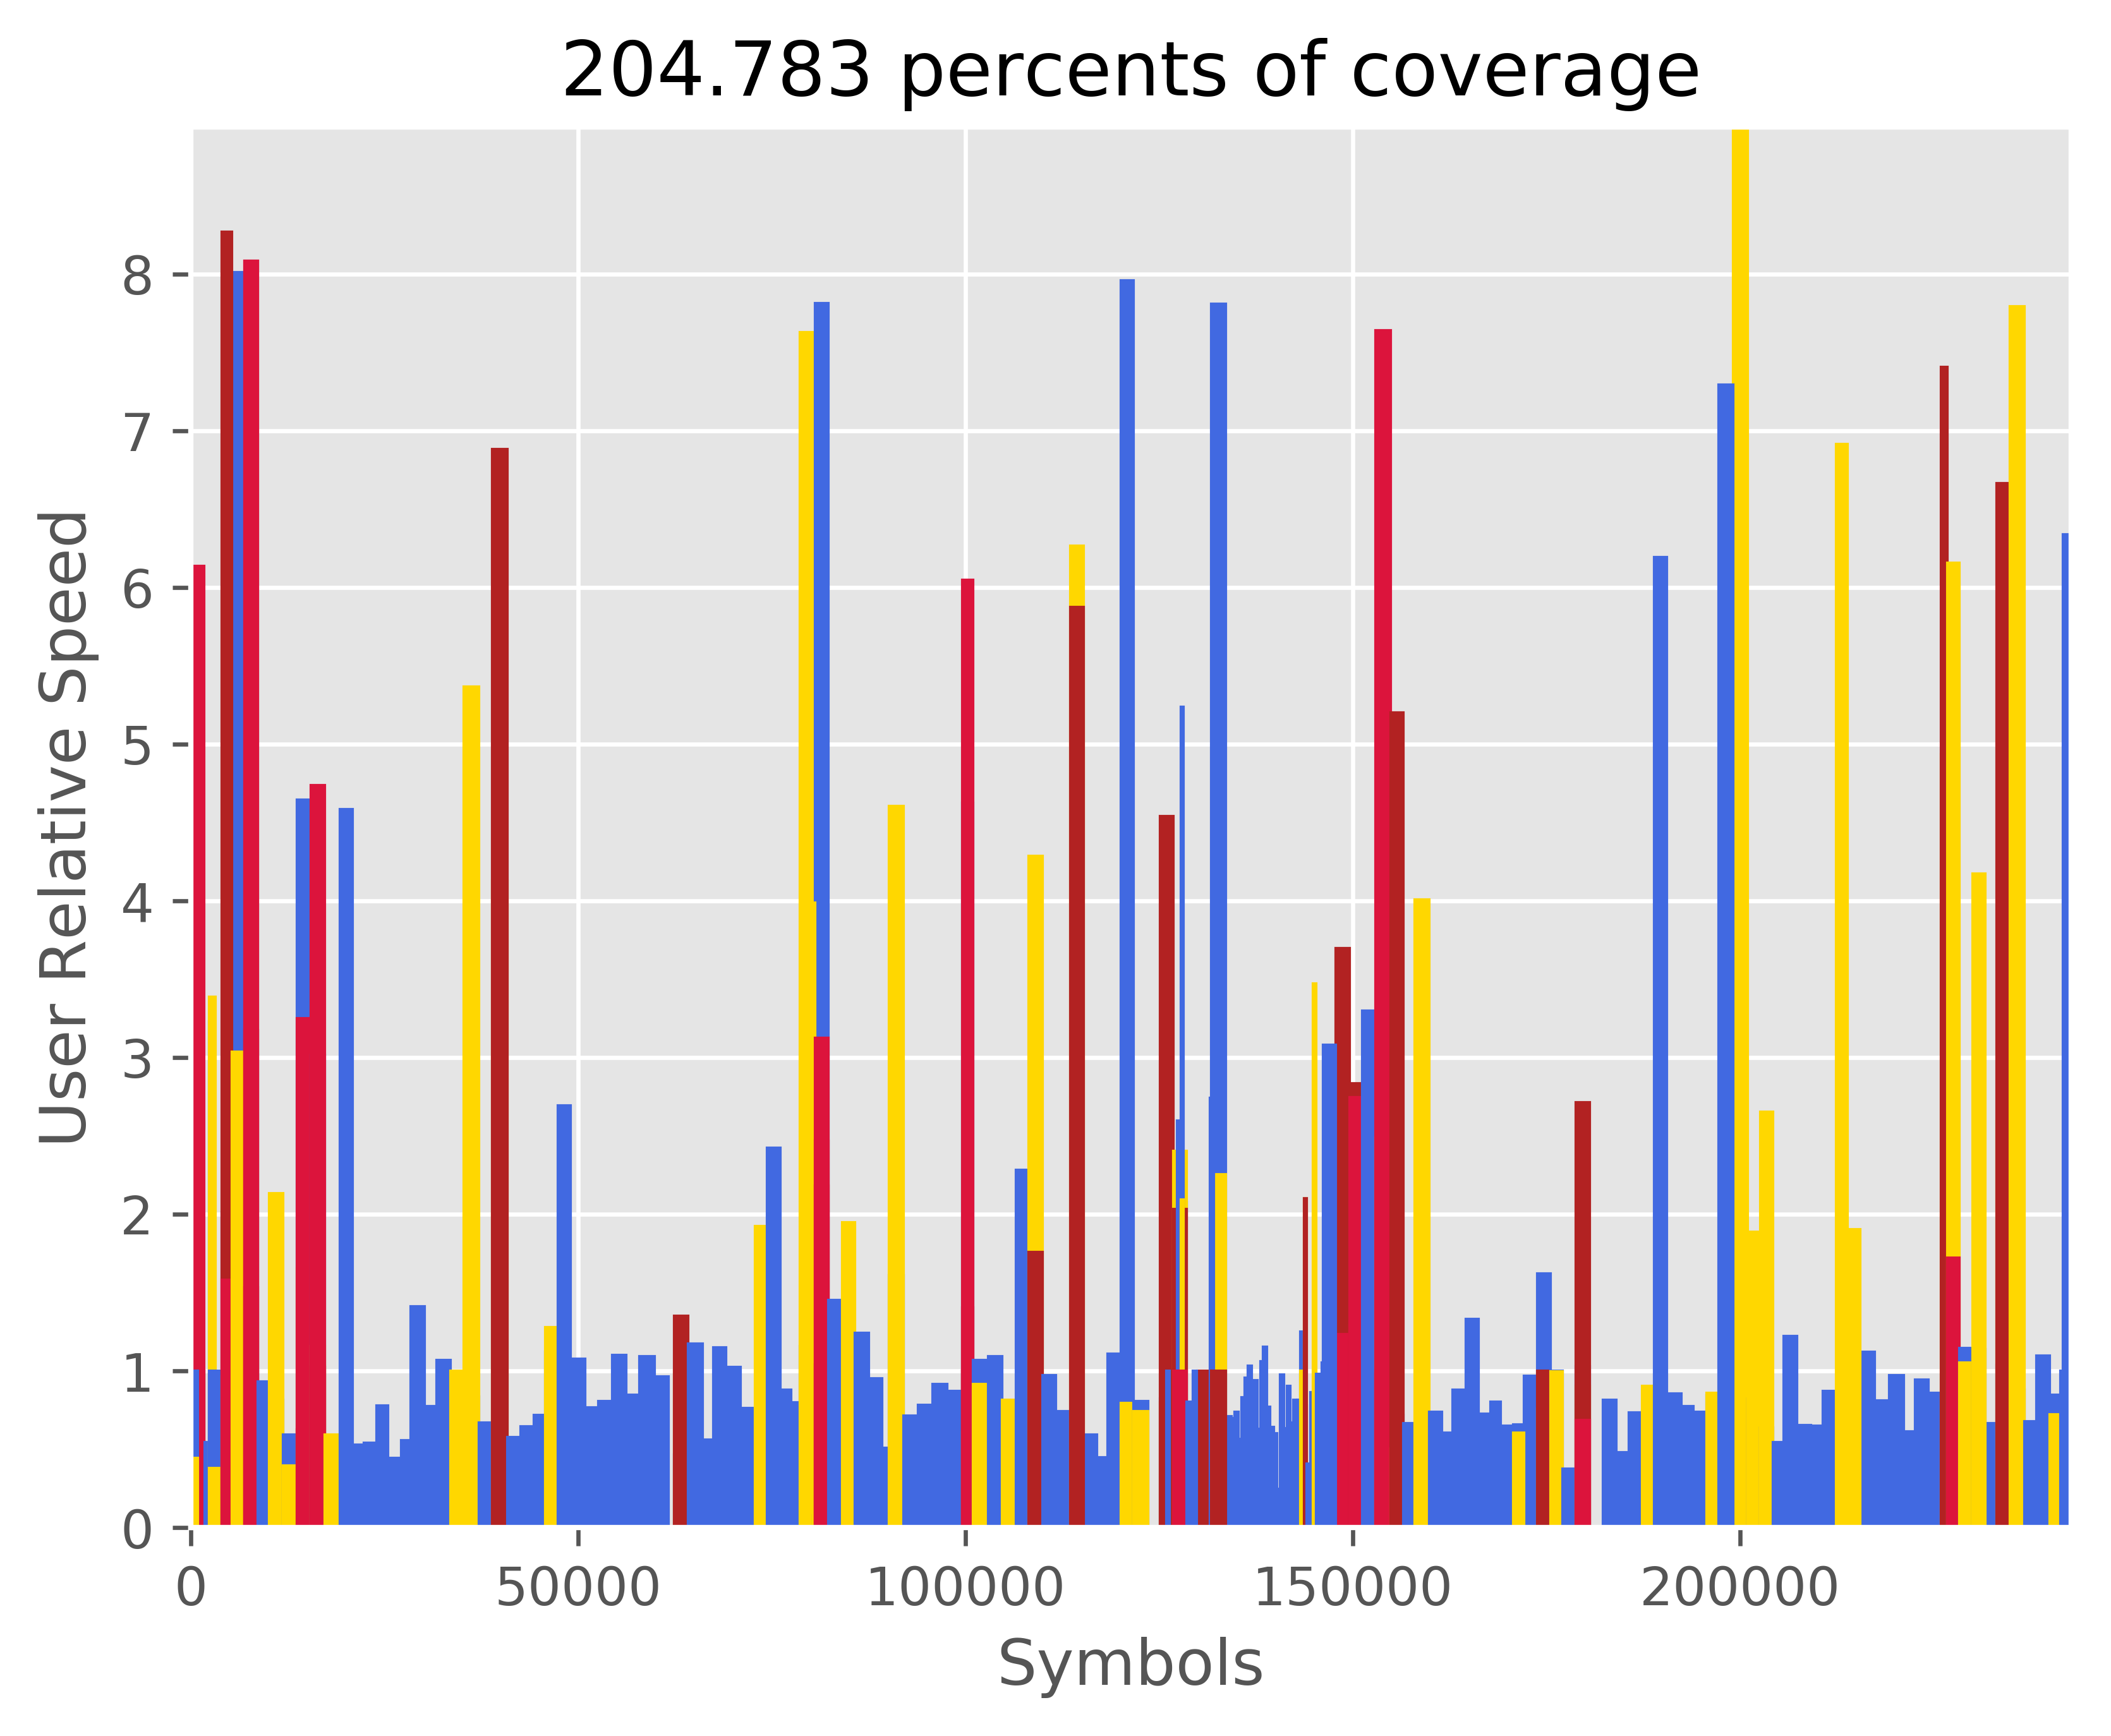 204.783 percents of coverage
User Relative Speed
8
7
6
5
4
3
2
1
0
0 50000 100000 150000 200000
Symbols